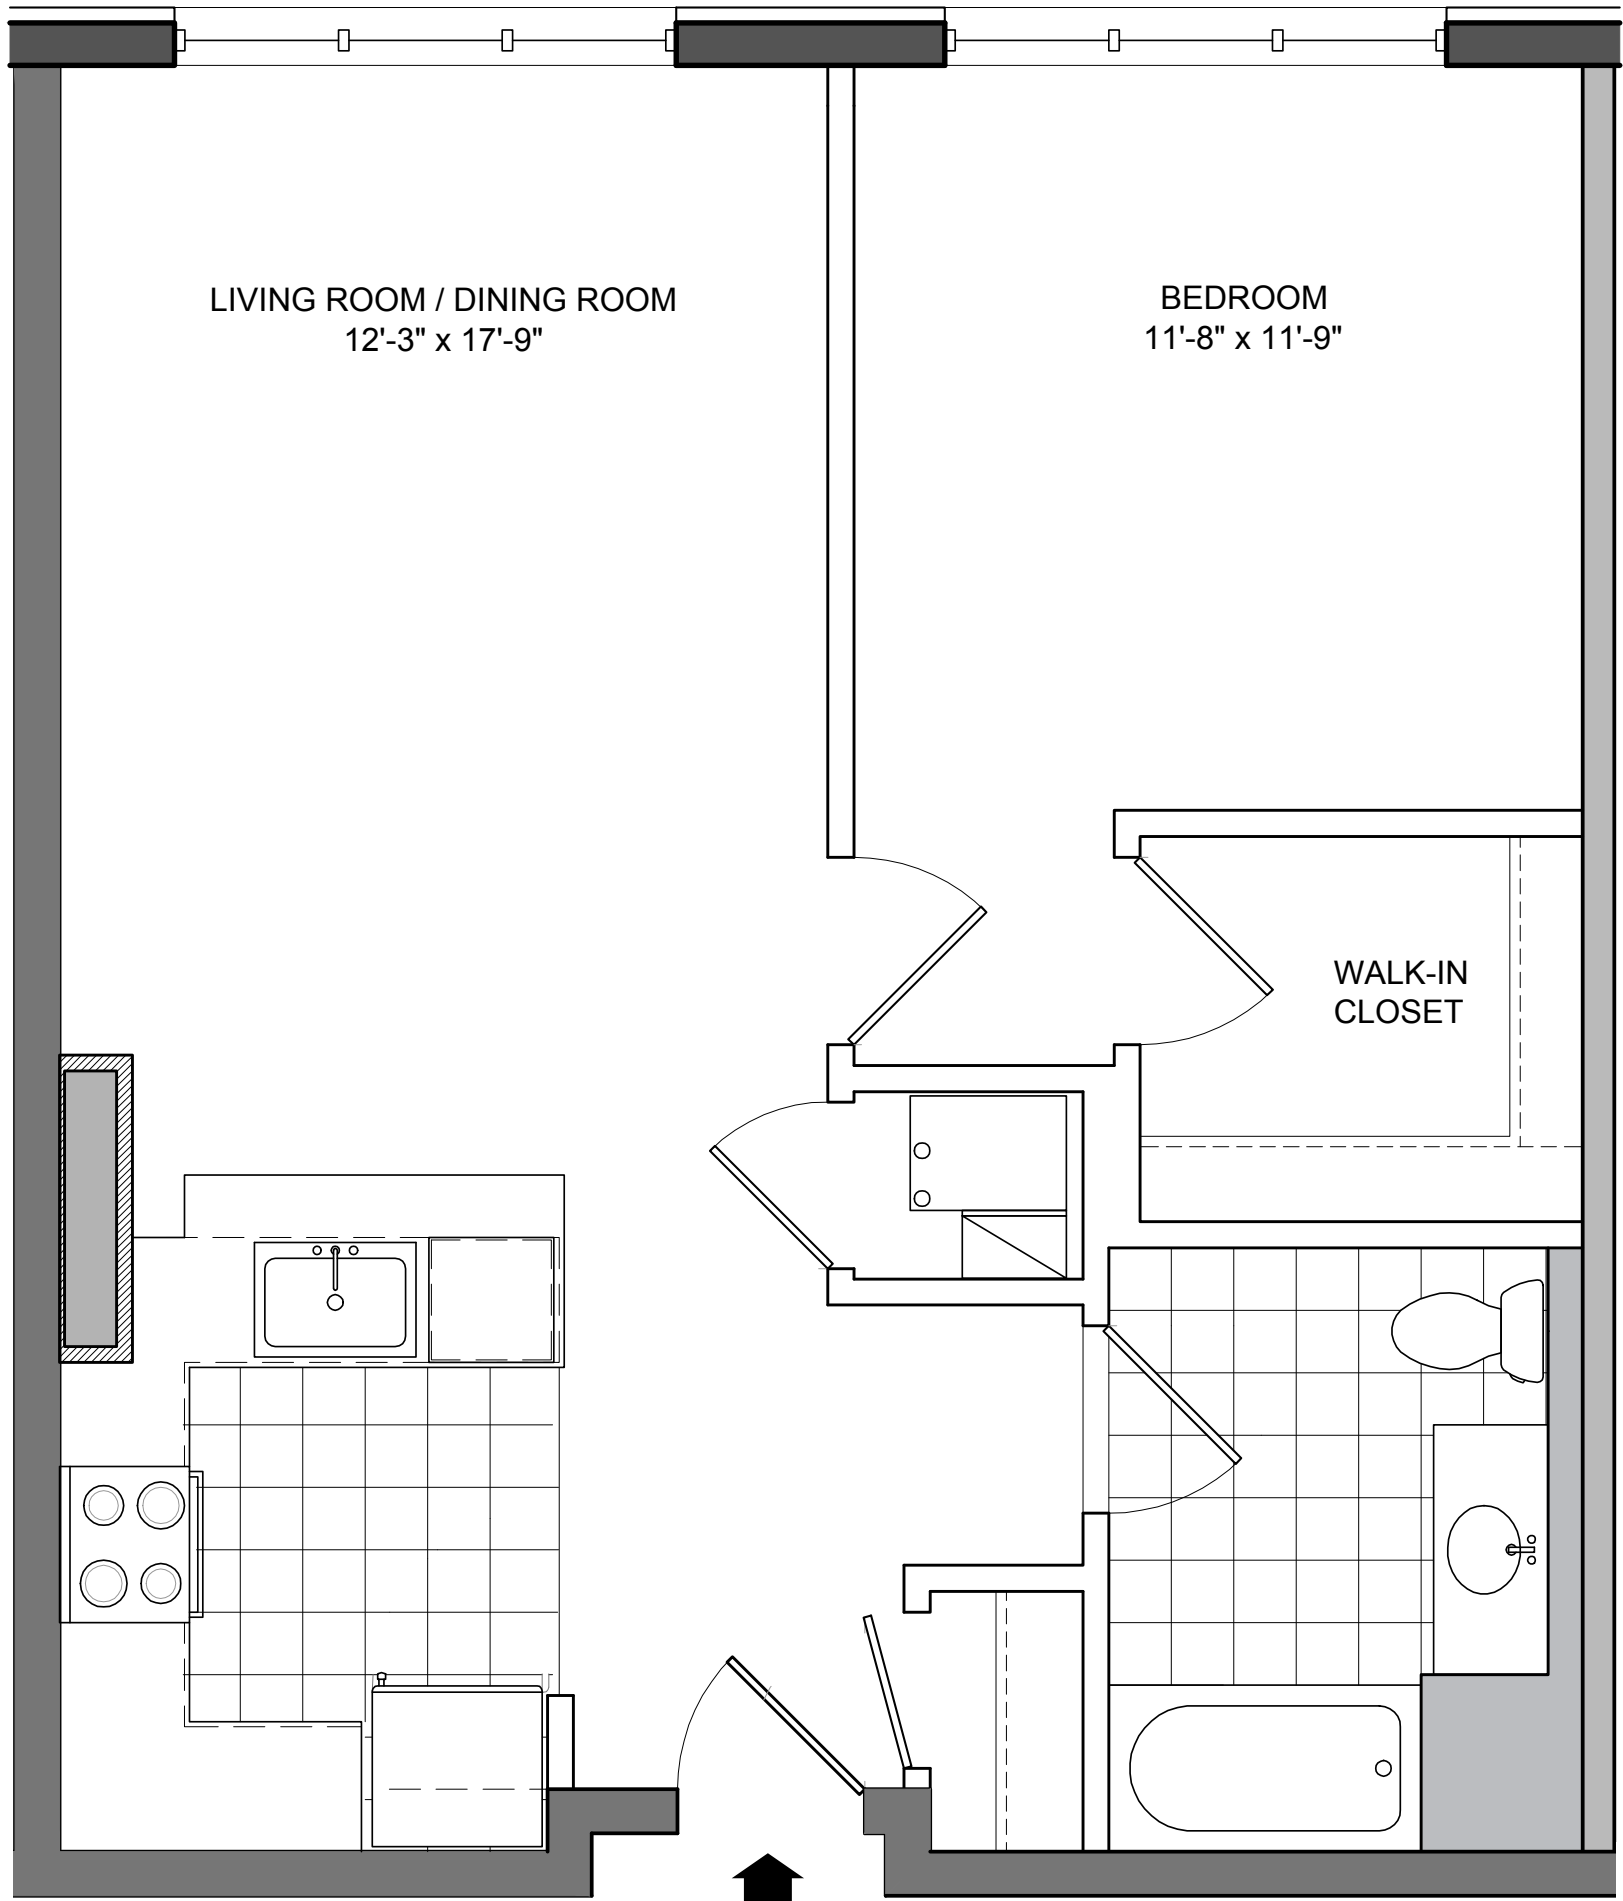 LIVING ROOM / DINING ROOM
12'-3" x 17'-9"
BEDROOM
11'-8" x 11'-9"
WALK-IN
CLOSET